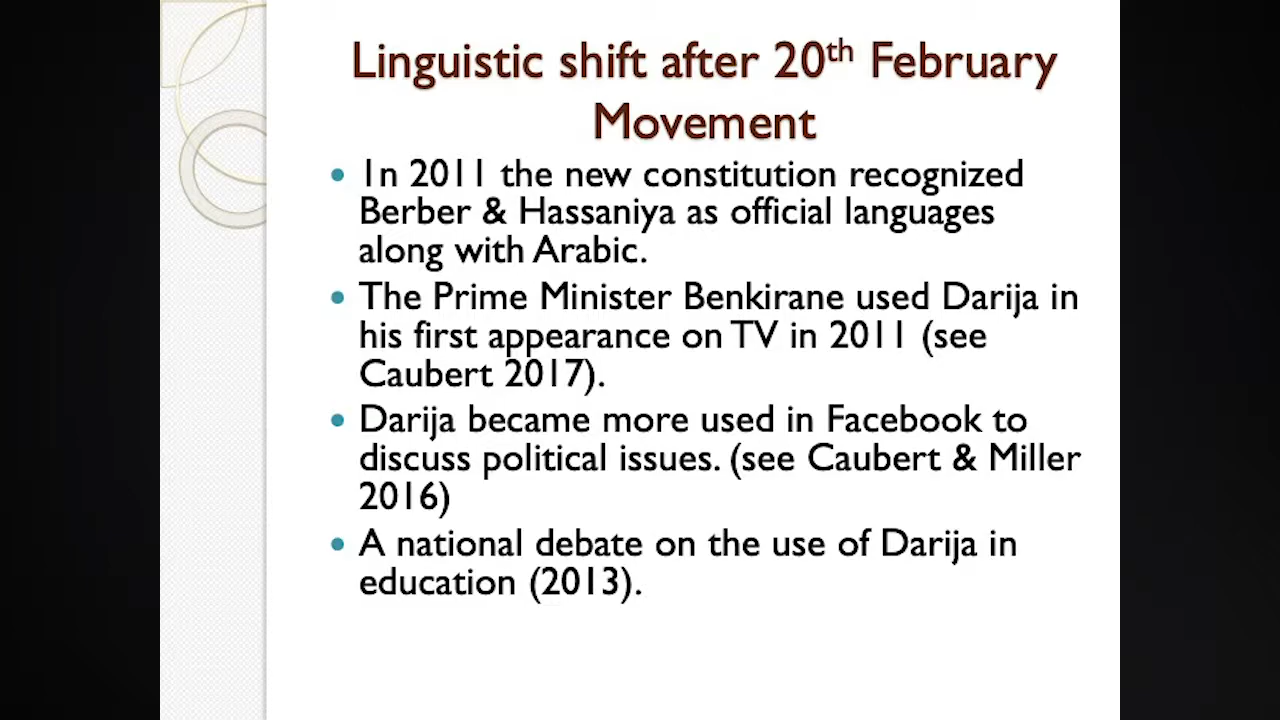 Linguistic shift after 20th February
Movement
• In 2011 the new constitution recognized
Berber & Hassaniya as official languages
along with Arabic.
• The Prime Minister Benkirane used Darija in
his first appearance on TV in 2011 (see
Caubert 2017).
• Darija became more used in Facebook to
discuss political issues. (see Caubert & Miller
2016)
• A national debate on the use of Darija in
education (2013).